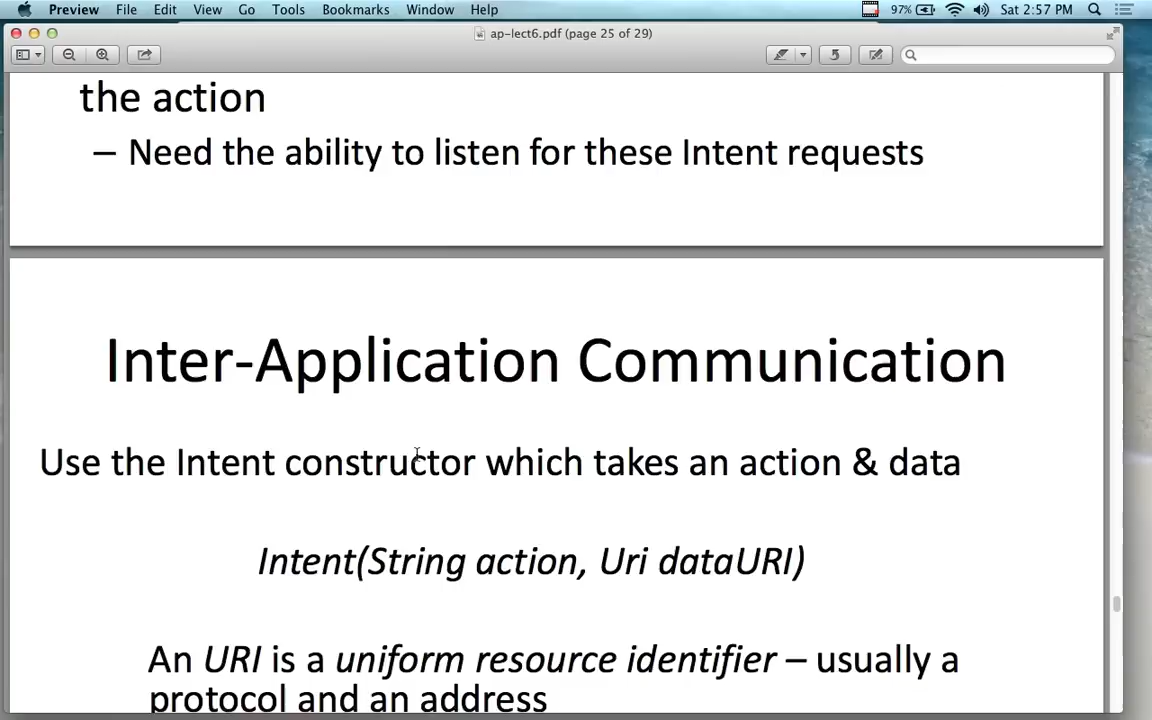 Preview File Edit View Go Tools Bookmarks Window Help 97% Sat 2:57 PM
ap-lect6.pdf (page 25 of 29)
the action
– Need the ability to listen for these Intent requests
Inter-Application Communication
Use the Intent constructor which takes an action & data
Intent(String action, Uri dataURI)
An URI is a uniform resource identifier – usually a
protocol and an address